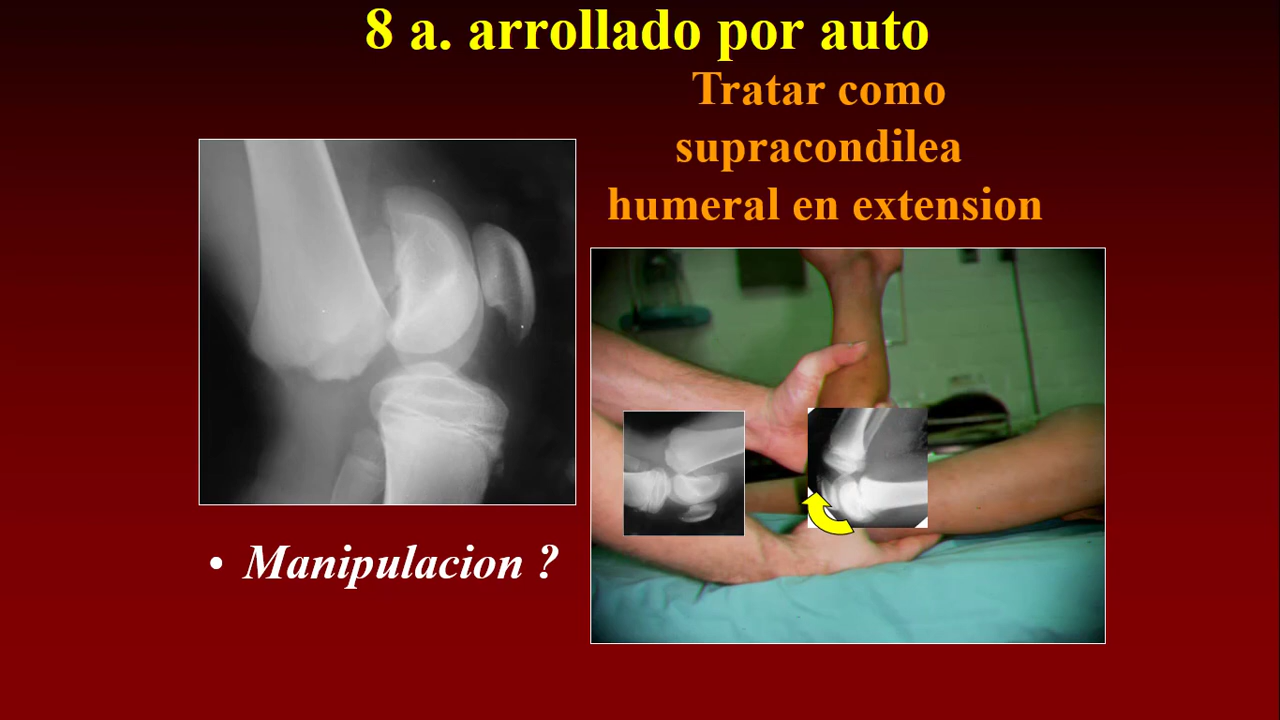 8 a. arrollado por auto
Tratar como
supracondilea
humeral en extension
• Manipulacion ?